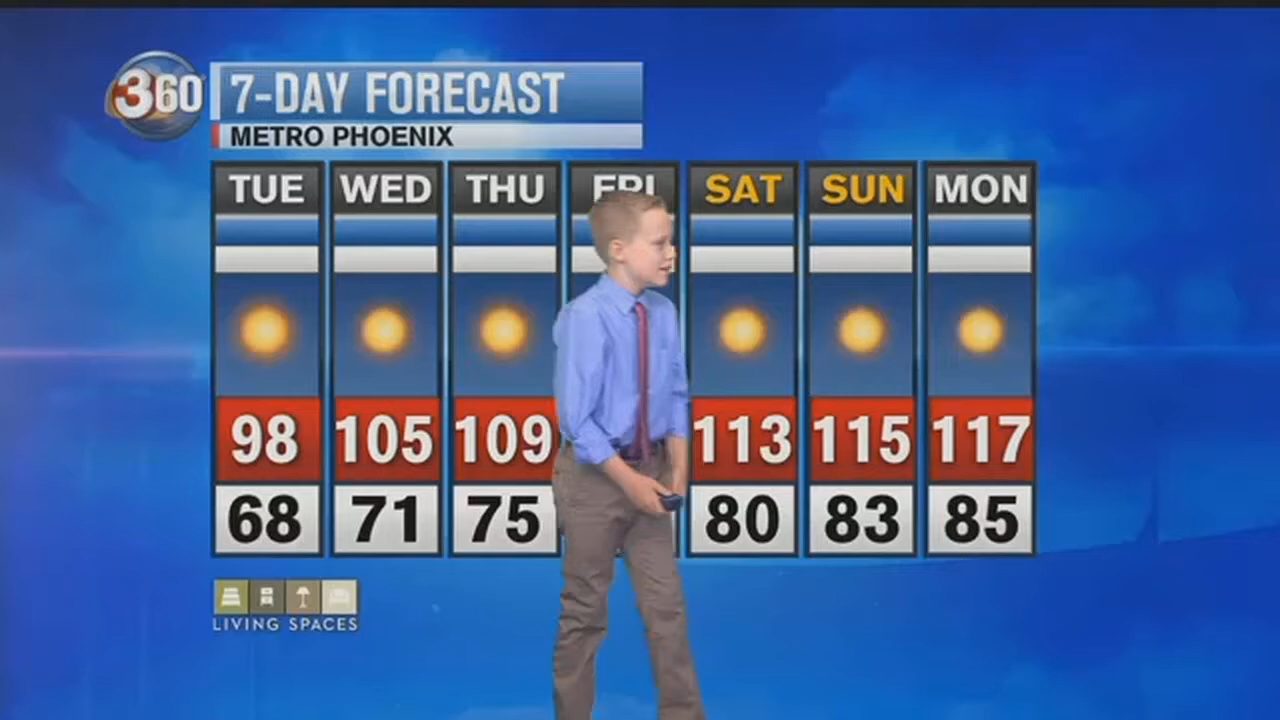 360
7-DAY FORECAST
METRO PHOENIX
TUE WED THU FRI SAT SUN MON
98 105 109 113 115 117
68 71 75 80 83 85
LIVING SPACES